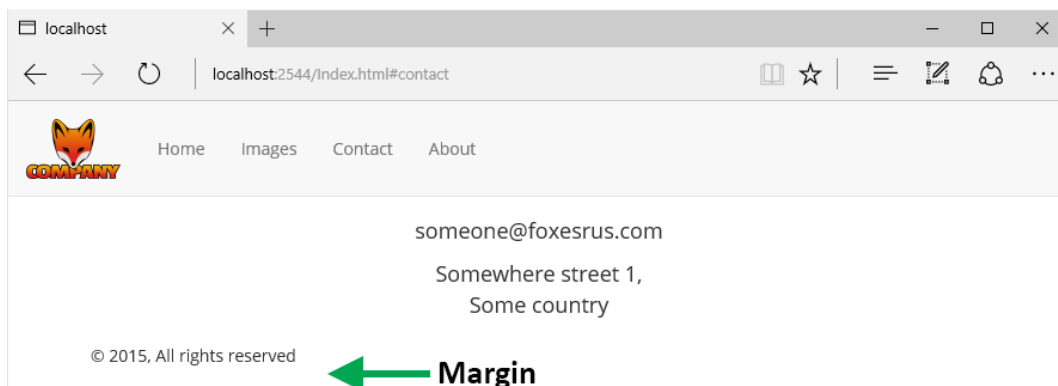 localhost
localhost:2544/Index.html#contact
COMPANY
Home Images Contact About
someone@foxesrus.com
Somewhere street 1,
Some country
© 2015, All rights reserved
Margin